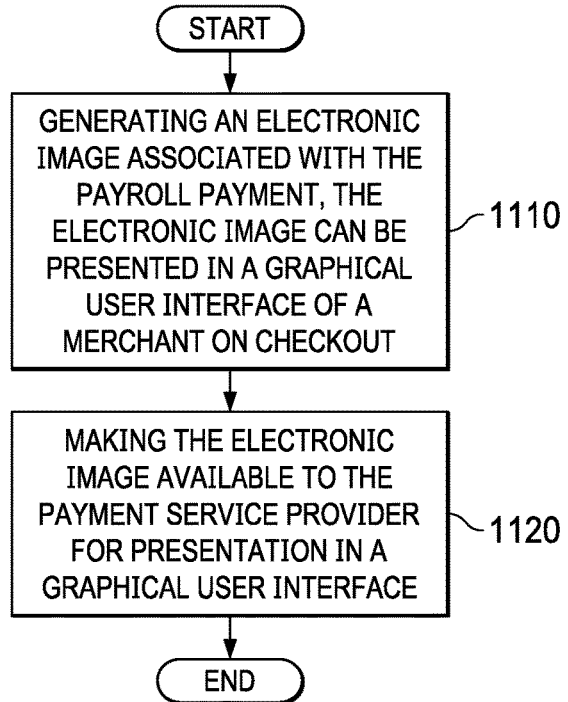 START
GENERATING AN ELECTRONIC
IMAGE ASSOCIATED WITH THE
PAYROLL PAYMENT, THE
ELECTRONIC IMAGE CAN BE
PRESENTED IN A GRAPHICAL
USER INTERFACE OF A
MERCHANT ON CHECKOUT
1110
MAKING THE ELECTRONIC
IMAGE AVAILABLE TO THE
PAYMENT SERVICE PROVIDER
FOR PRESENTATION IN A
GRAPHICAL USER INTERFACE
1120
END